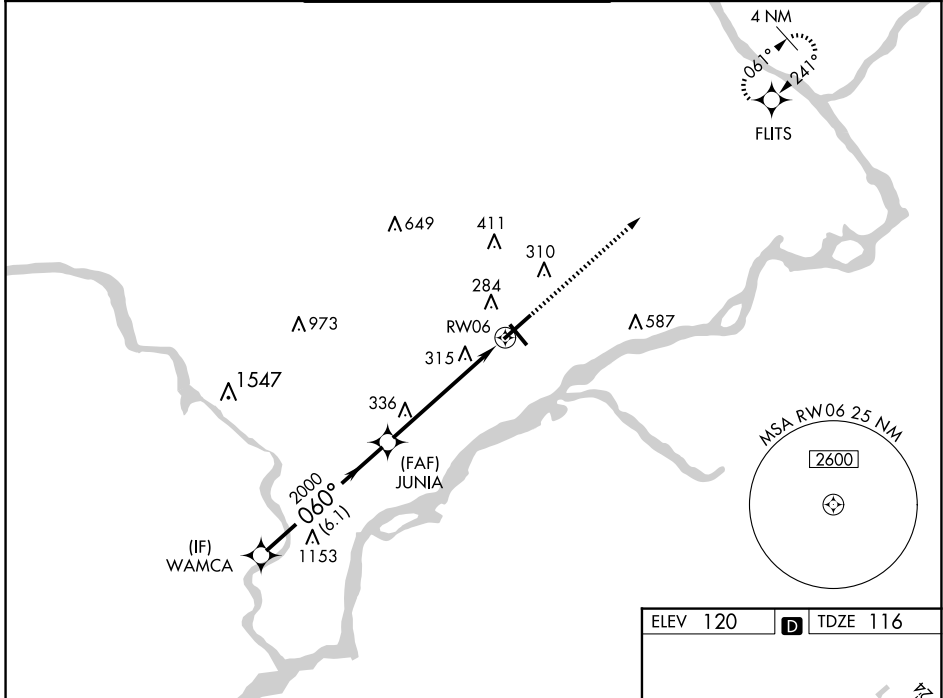 4 NM
061°
241°
FLITS
649
411
310
284
RW06
587
973
315
1547
336
(FAF)
JUNIA
MSA RW06 25 NM
2600
2000
060°
(6.1)
1153
(IF)
WAMCA
ELEV 120
D
TDZE 116
24